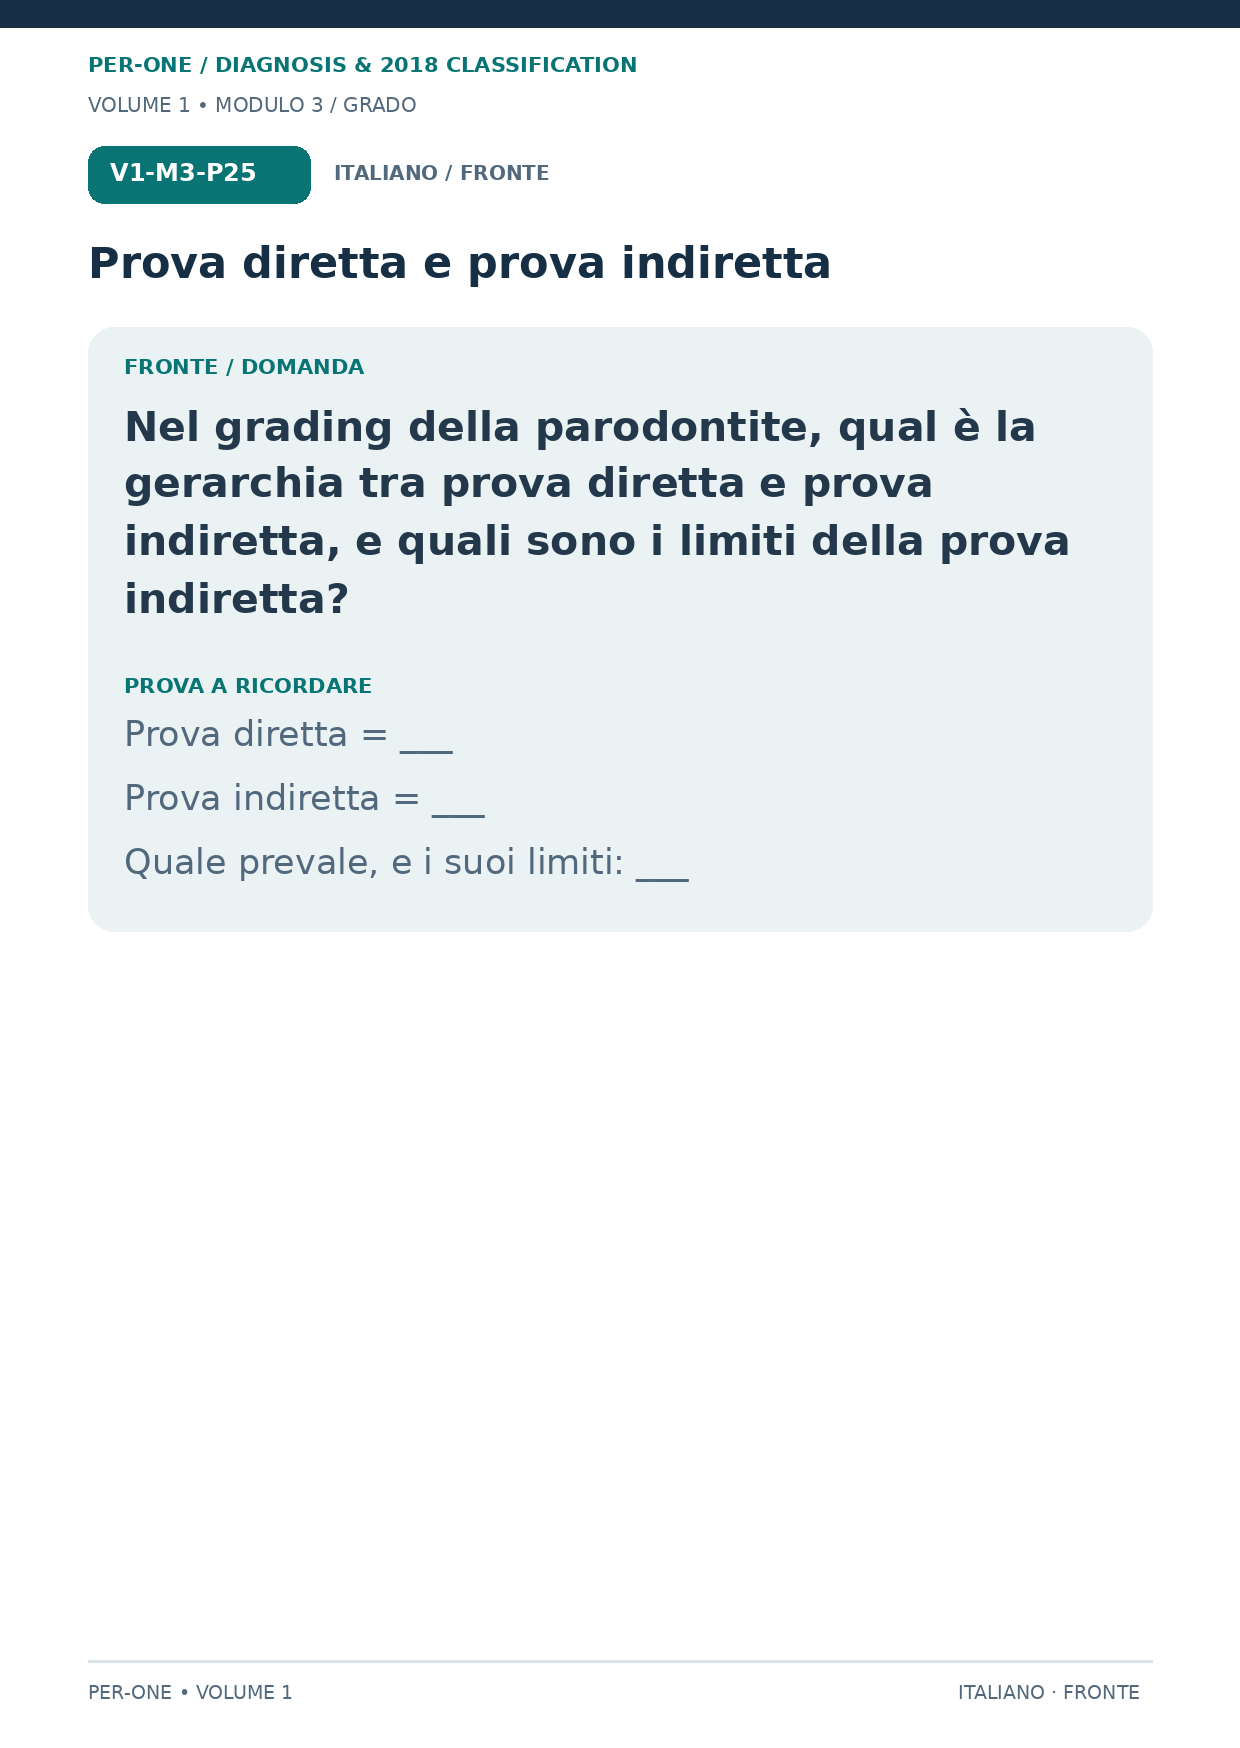 PER-ONE / DIAGNOSIS & 2018 CLASSIFICATION
VOLUME 1 • MODULO 3 / GRADO
V1-M3-P25
ITALIANO / FRONTE
Prova diretta e prova indiretta
FRONTE / DOMANDA
Nel grading della parodontite, qual è la
gerarchia tra prova diretta e prova
indiretta, e quali sono i limiti della prova
indiretta?
PROVA A RICORDARE
Prova diretta = ___
Prova indiretta = ___
Quale prevale, e i suoi limiti: ___
PER-ONE • VOLUME 1
ITALIANO · FRONTE